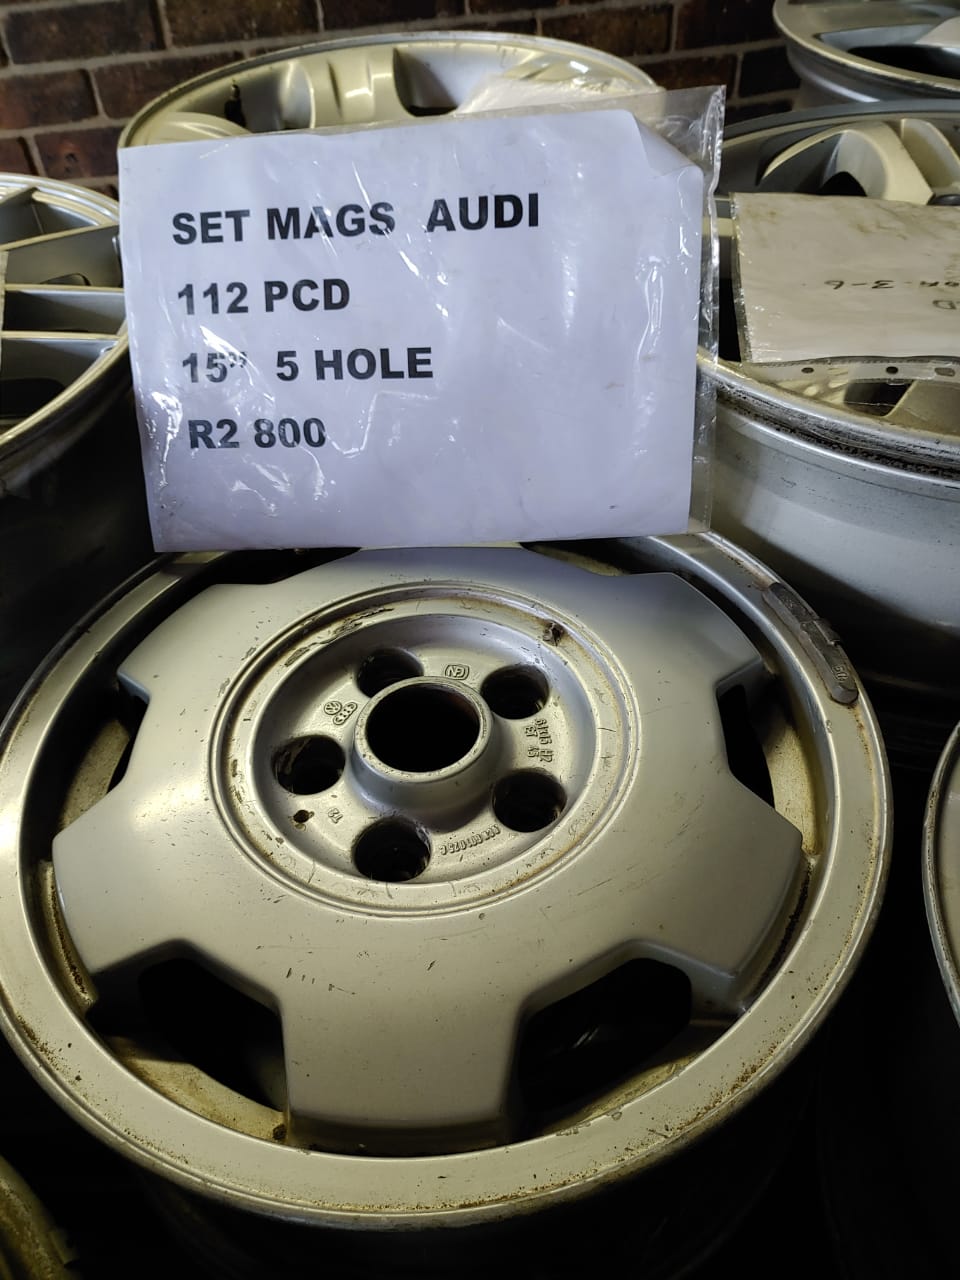 SET MAGS AUDI
112 PCD
15" 5 HOLE
R2 800